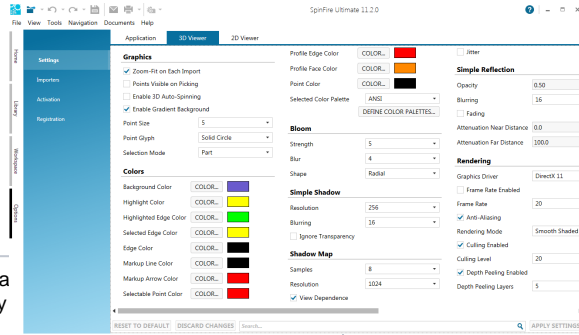 SpinFire Ultimate 11.2.0
File View Tools Navigation Documents Help
Home
Library
Workspace
Options
Settings
Importers
Activation
Registration
Application 3D Viewer 2D Viewer
Graphics
Zoom-Fit on Each Import
Points Visible on Picking
Enable 3D Auto-Spinning
Enable Gradient Background
Point Size 5
Point Glyph Solid Circle
Selection Mode Part
Colors
Background Color COLOR...
Highlight Color COLOR...
Highlighted Edge Color COLOR...
Selected Edge Color COLOR...
Edge Color COLOR...
Markup Line Color COLOR...
Markup Arrow Color COLOR...
Selectable Point Color COLOR...
Profile Edge Color COLOR...
Profile Face Color COLOR...
Point Color COLOR...
Selected Color Palette ANSI
DEFINE COLOR PALETTES...
Bloom
Strength 5
Blur 4
Shape Radial
Simple Shadow
Resolution 256
Blurring 16
Ignore Transparency
Shadow Map
Samples 8
Resolution 1024
View Dependence
Jitter
Simple Reflection
Opacity 0.50
Blurring 16
Fading
Attenuation Near Distance 0.0
Attenuation Far Distance 100.0
Rendering
Graphics Driver DirectX 11
Frame Rate Enabled
Frame Rate 20
Anti-Aliasing
Rendering Mode Smooth Shaded
Culling Enabled
Culling Level 20
Depth Peeling Enabled
Depth Peeling Layers 5
a
y
RESET TO DEFAULT DISCARD CHANGES Search... APPLY SETTINGS